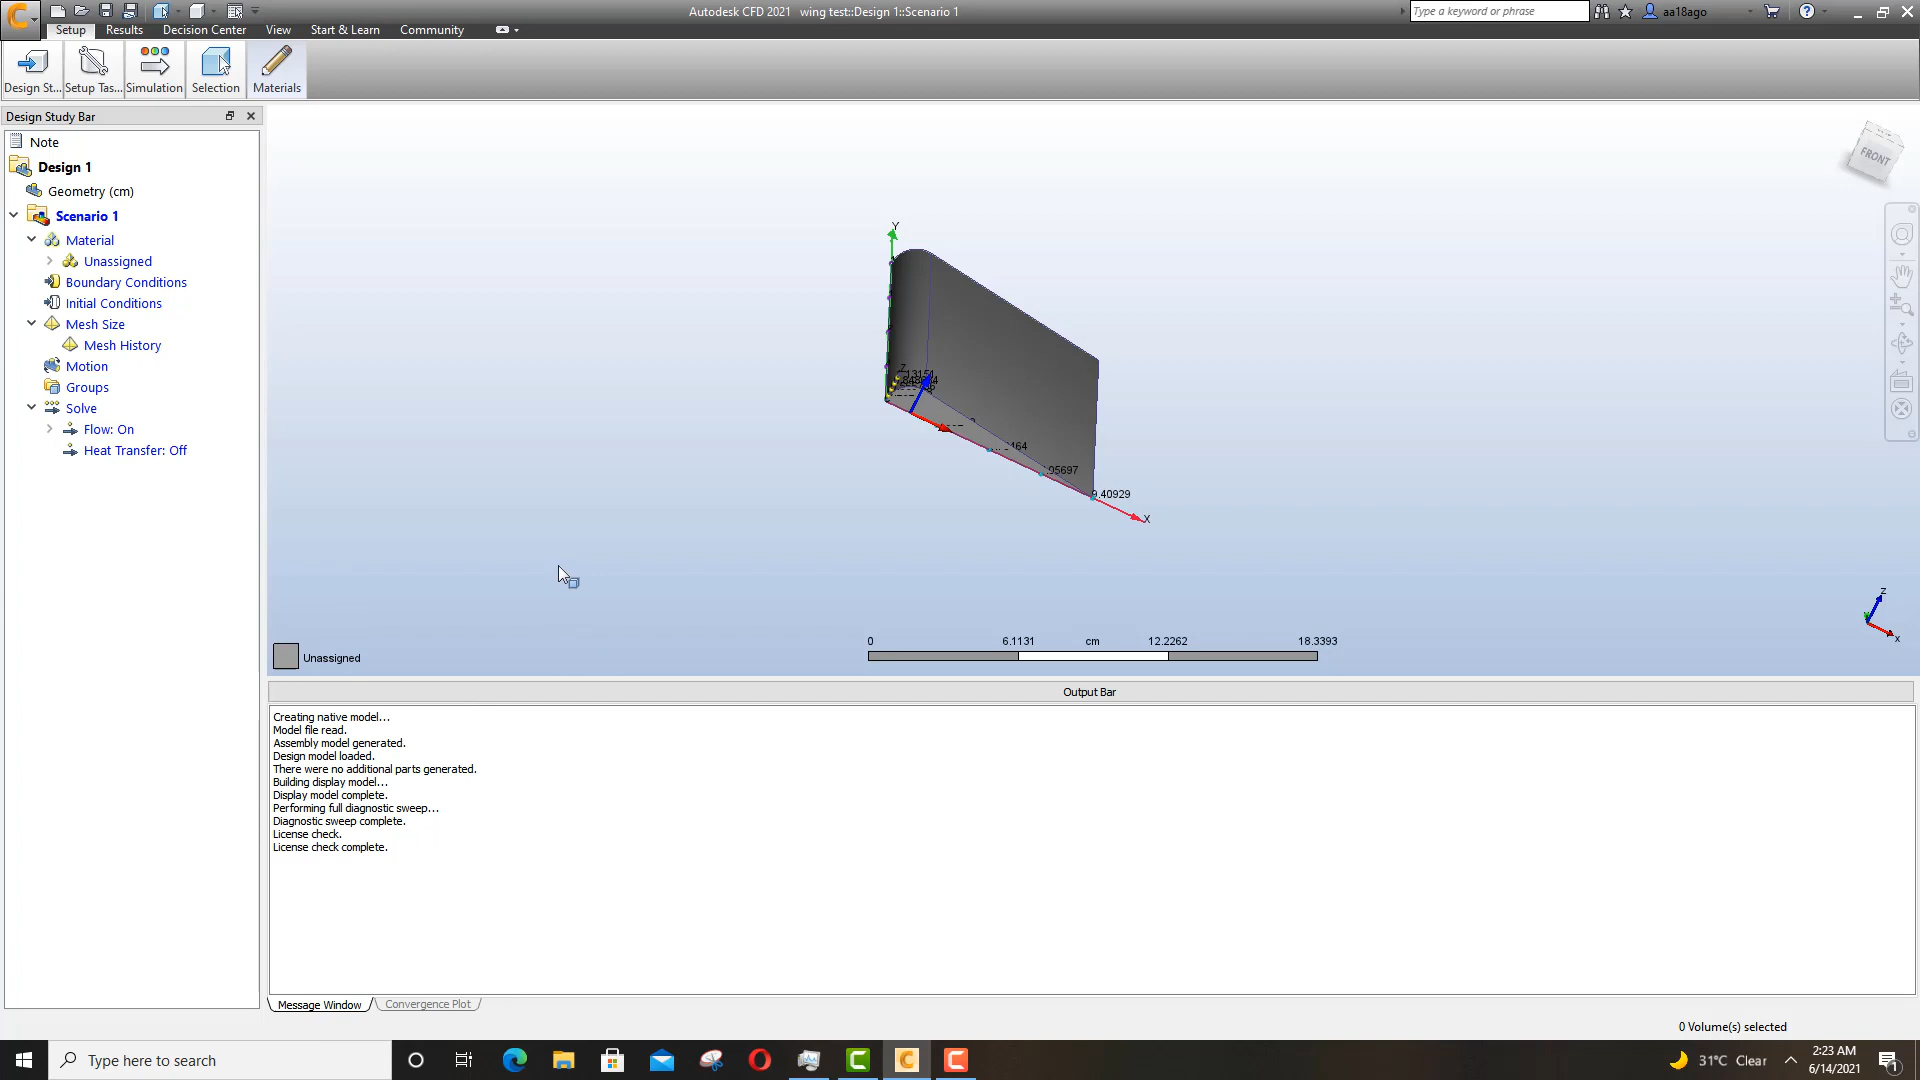 Autodesk CFD 2021 wing test::Design 1::Scenario 1
Type a keyword or phrase
aa18ago
Setup Results Decision Center View Start & Learn Community
Design St... Setup Tas... Simulation Selection Materials
Design Study Bar
Note
Design 1
Geometry (cm)
Scenario 1
Material
Unassigned
Boundary Conditions
Initial Conditions
Mesh Size
Mesh History
Motion
Groups
Solve
Flow: On
Heat Transfer: Off
FRONT
Y
Z
9.40929
X
Z
X
0 6.1131 cm 12.2262 18.3393
Unassigned
Output Bar
Creating native model...
Model file read.
Assembly model generated.
Design model loaded.
There were no additional parts generated.
Building display model...
Display model complete.
Performing full diagnostic sweep...
Diagnostic sweep complete.
License check.
License check complete.
Message Window Convergence Plot
0 Volume(s) selected
Type here to search
31°C Clear
2:23 AM
6/14/2021